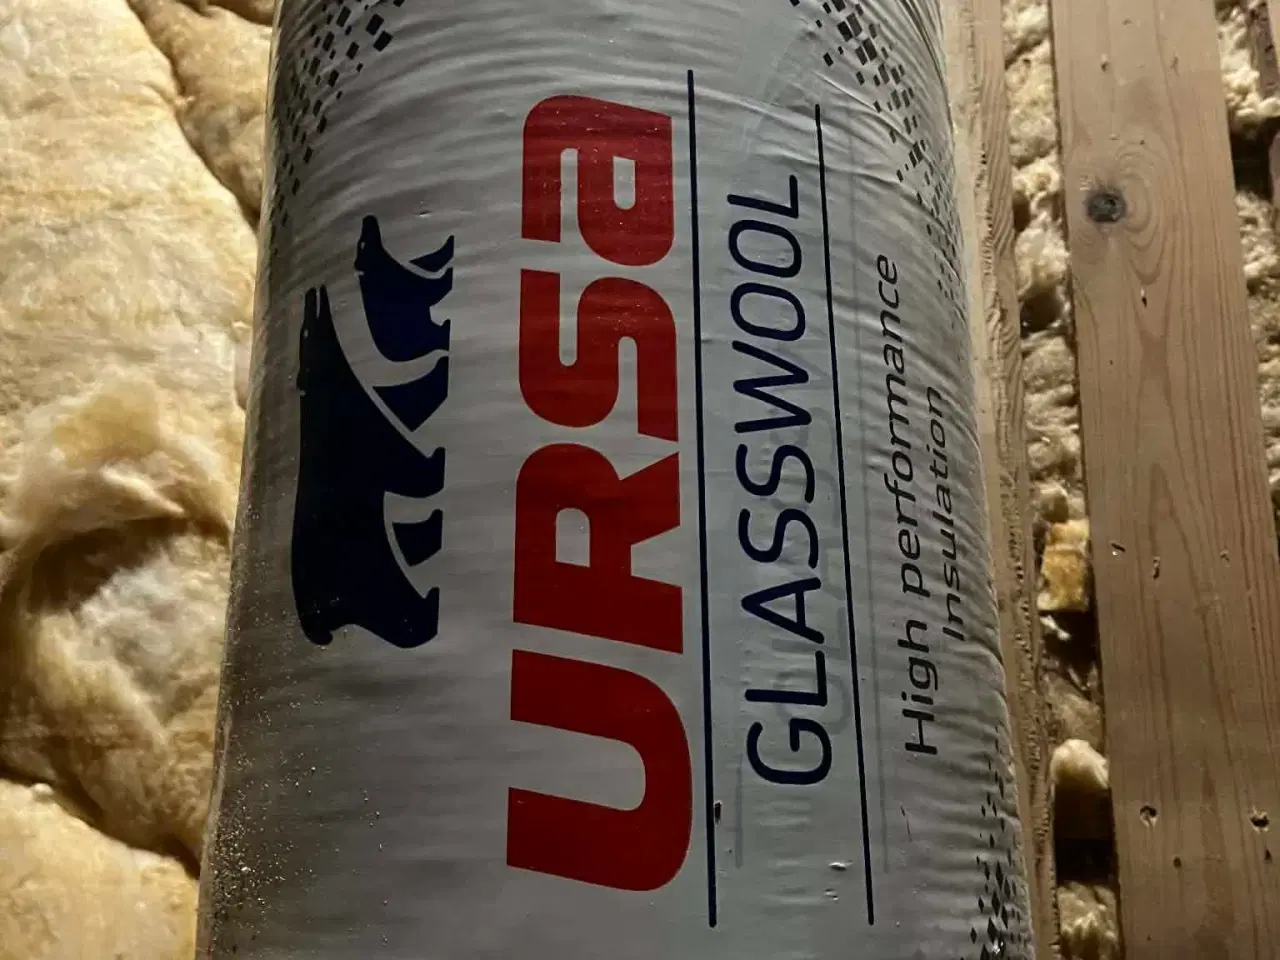 URSA
GLASSWOOL
High performance
Insulation